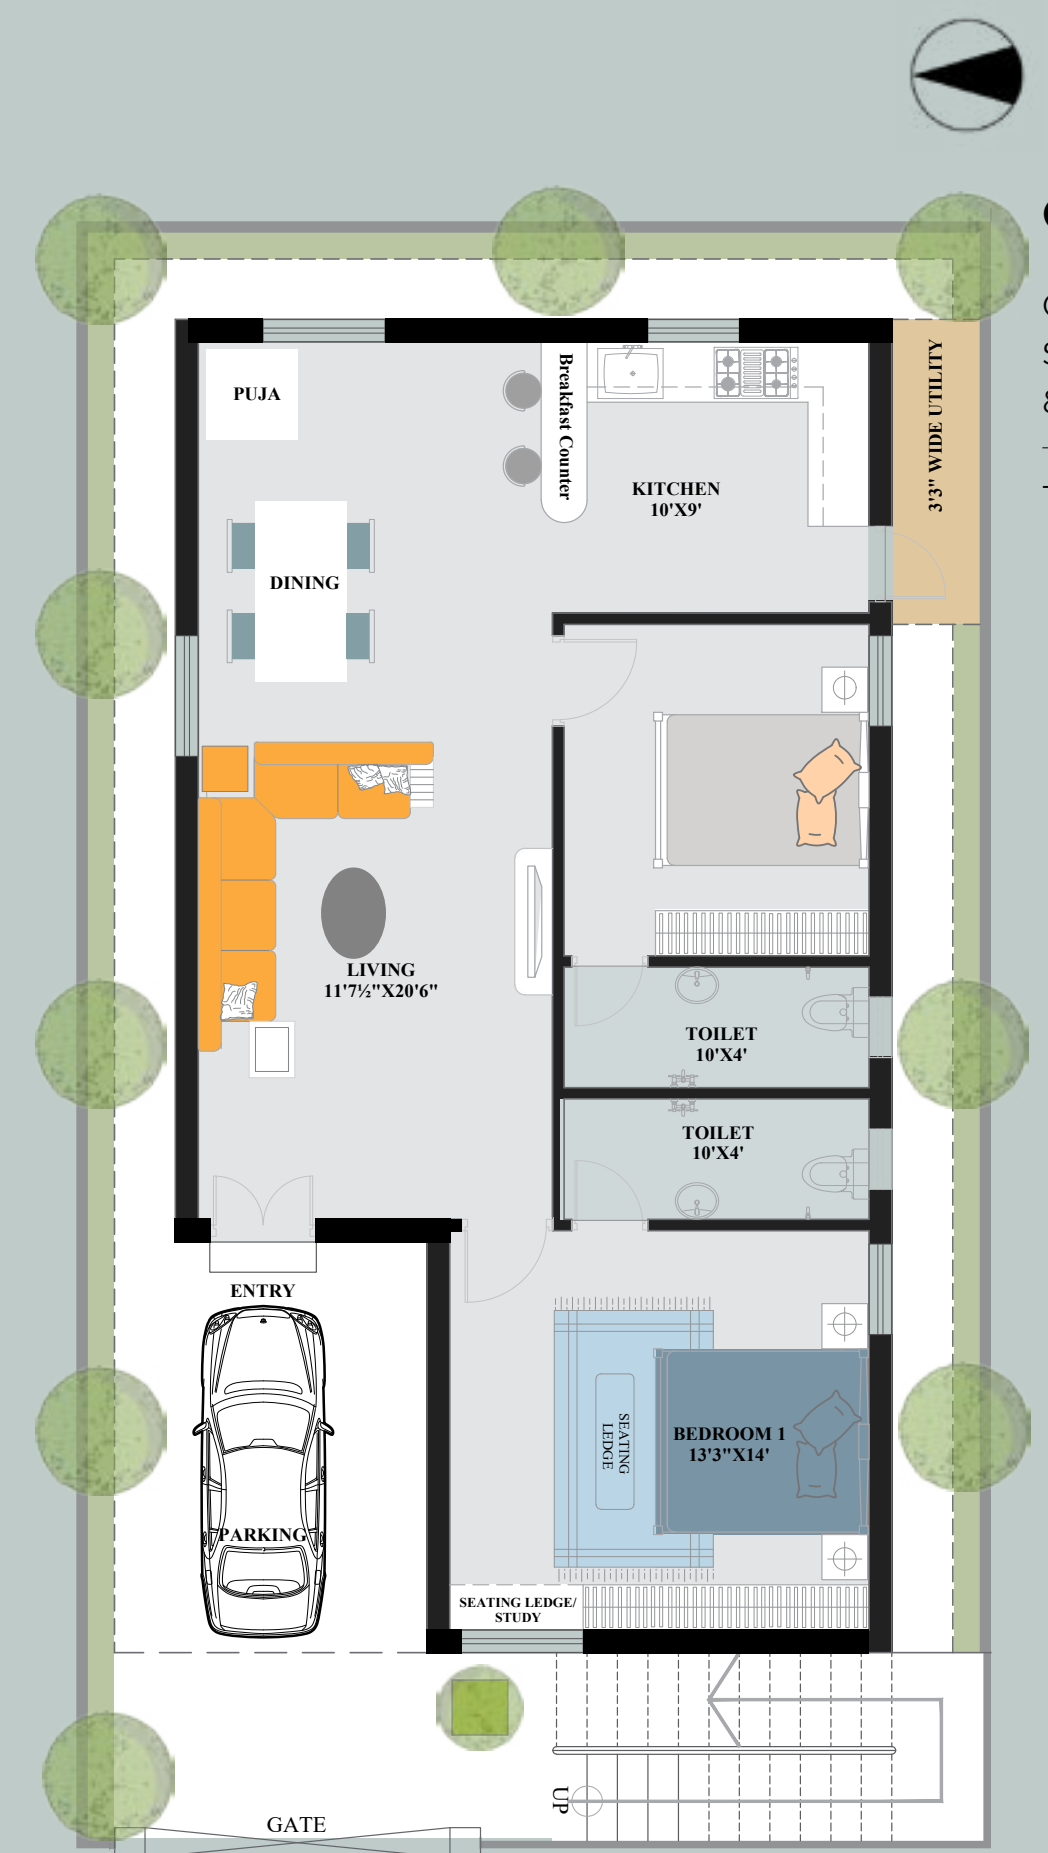 PUJA
Breakfast Counter
3'3" WIDE UTILITY
KITCHEN
10'X9'
DINING
LIVING
11'7½"X20'6"
TOILET
10'X4'
TOILET
10'X4'
ENTRY
SEATING
LEDGE
BEDROOM 1
13'3"X14'
PARKING
SEATING LEDGE/
STUDY
UP
GATE